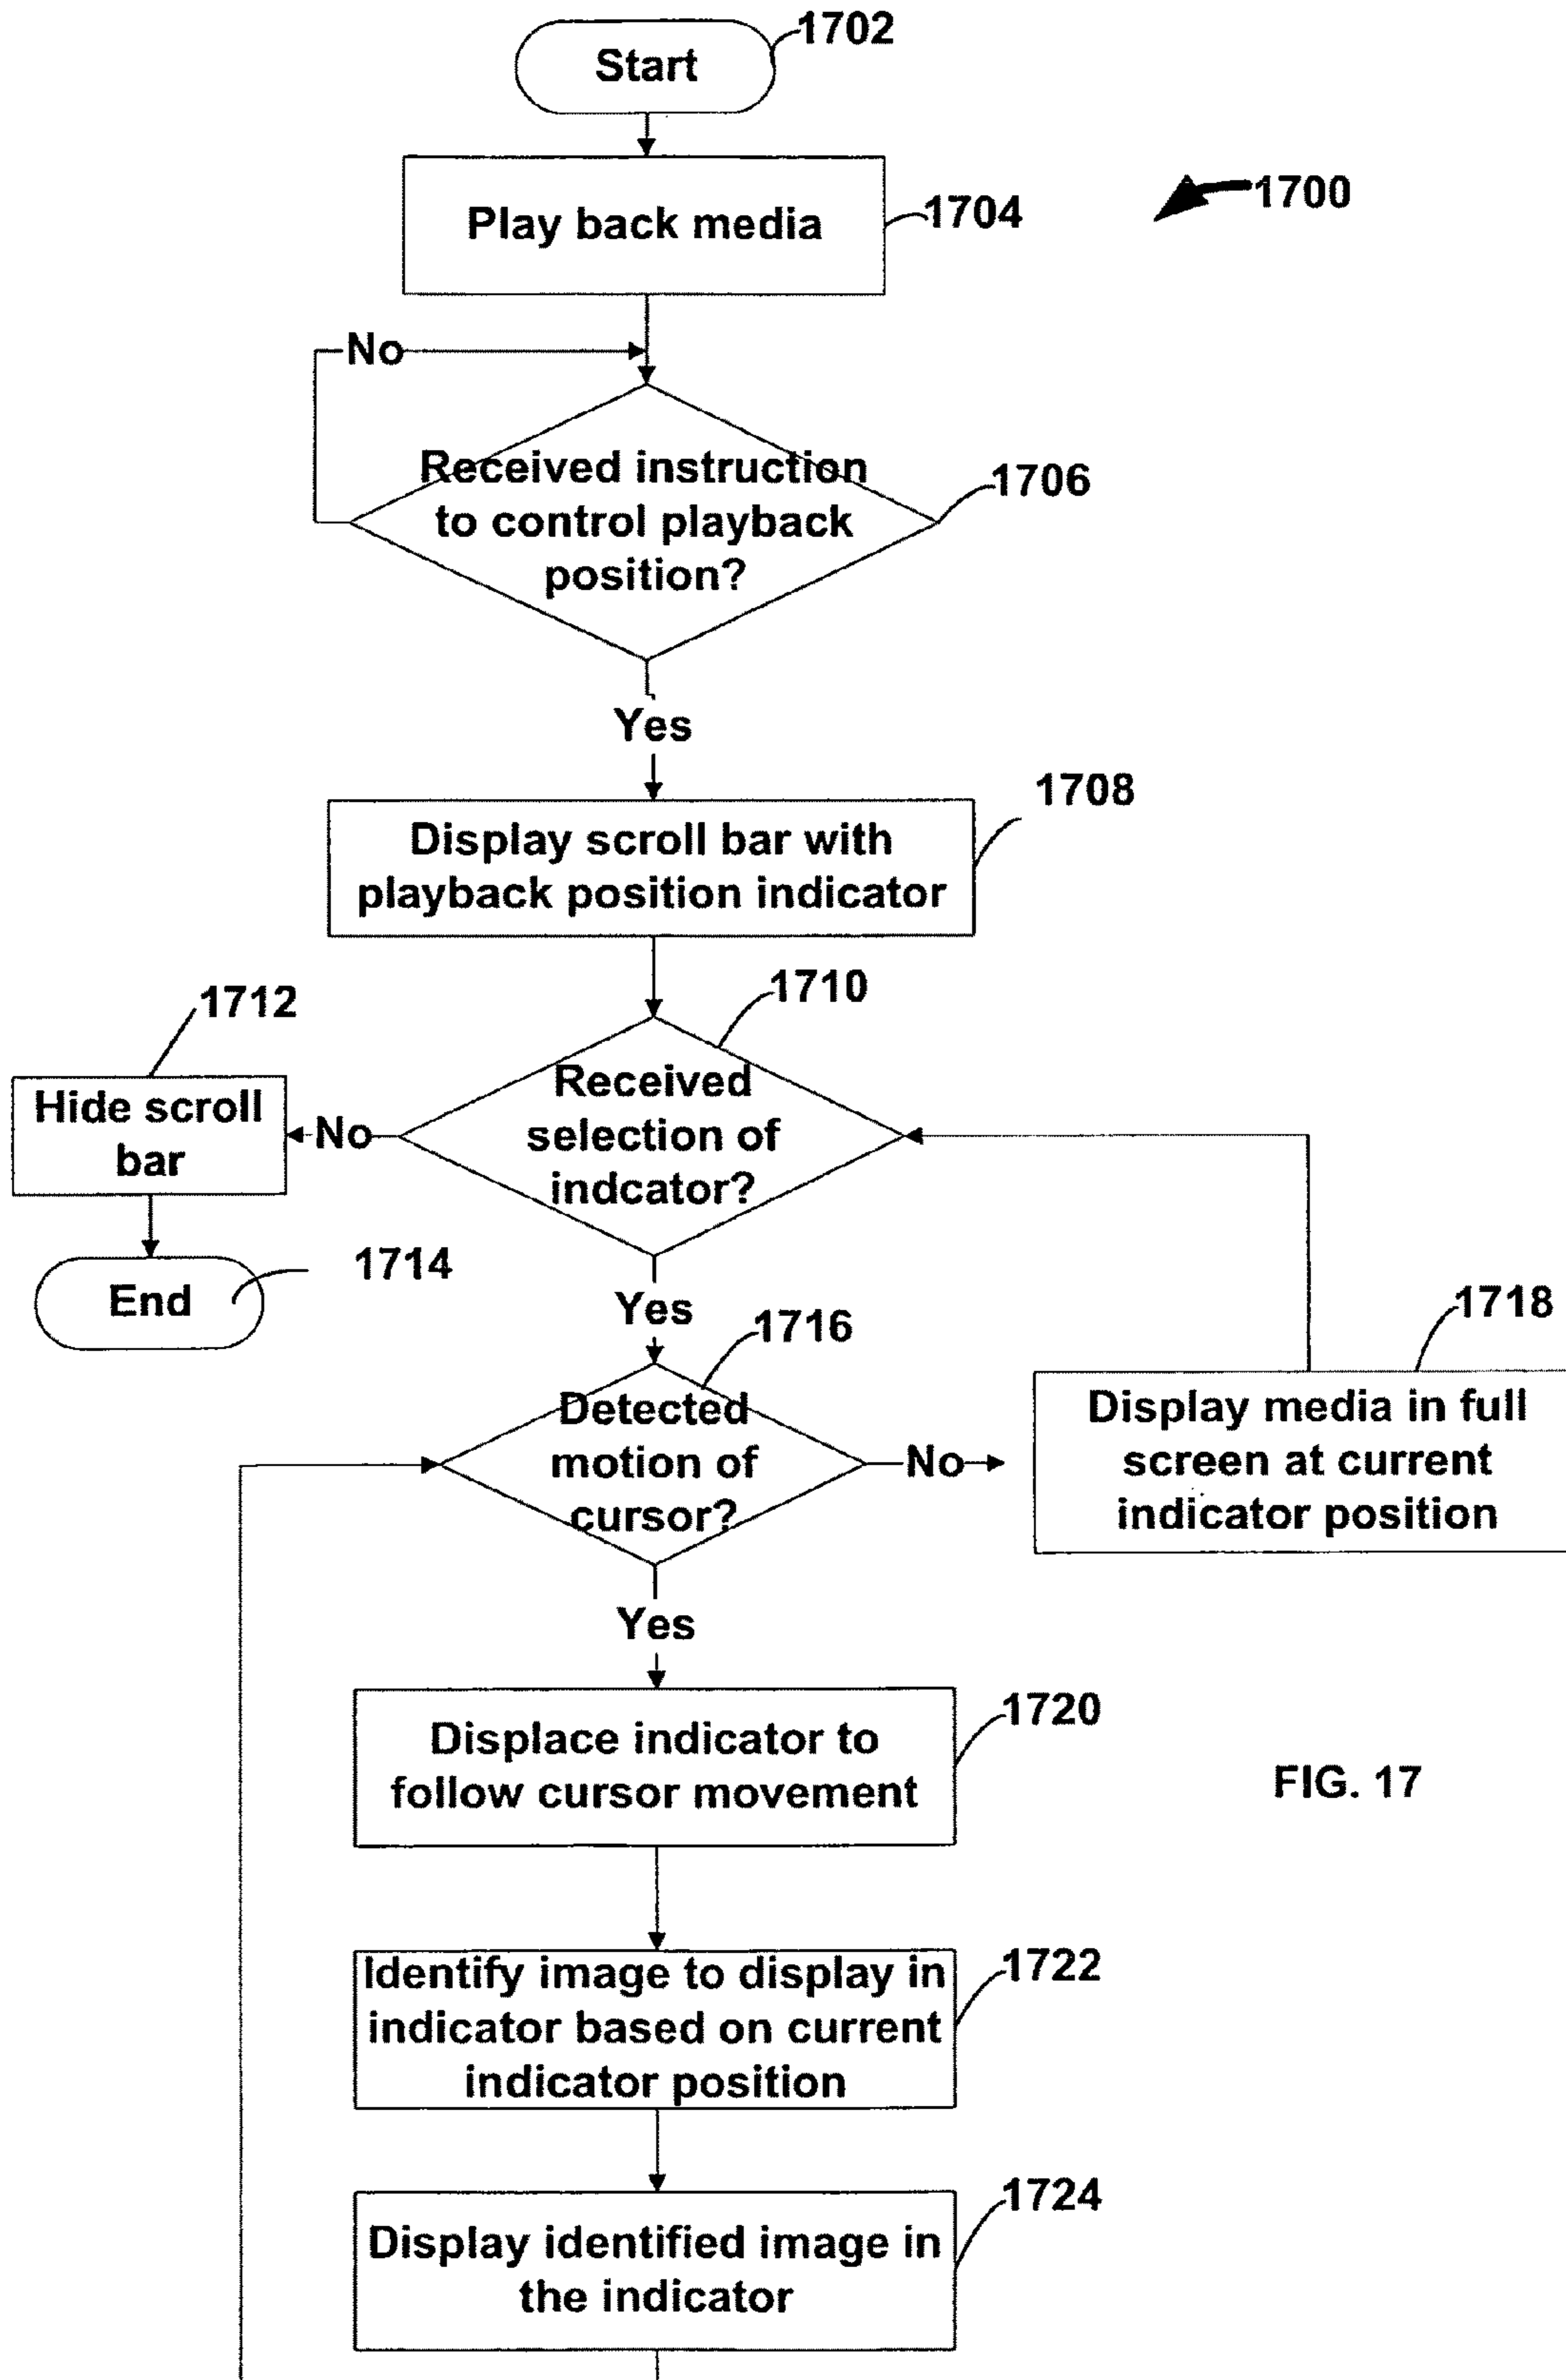 1702
Start
1700
Play back media
1704
No
Received instruction
to control playback
position?
1706
Yes
1708
Display scroll bar with
playback position indicator
1710
1712
Received
selection of
indcator?
Hide scroll
bar
No
1714
End
Yes
1716
1718
Detected
motion of
cursor?
No
Display media in full
screen at current
indicator position
Yes
1720
Displace indicator to
follow cursor movement
FIG. 17
1722
Identify image to display in
indicator based on current
indicator position
1724
Display identified image in
the indicator